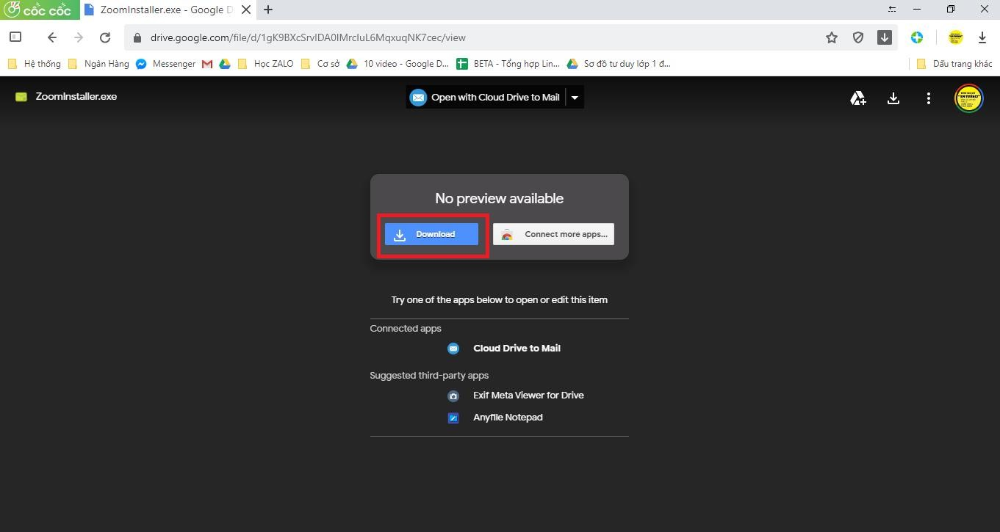 cốc cốc ZoomInstaller.exe - Google D
drive.google.com/file/d/1gK9BXcSrvlDA0lMrcIuL6MqxuqNK7cec/view
Hệ thống Ngân Hàng Messenger Học ZALO Cơ sở 10 video - Google D... BETA - Tổng hợp Lin... Sơ đồ tư duy lớp 1 đ... Dấu trang khác
ZoomInstaller.exe Open with Cloud Drive to Mail
No preview available
Download Connect more apps...
Try one of the apps below to open or edit this item
Connected apps
Cloud Drive to Mail
Suggested third-party apps
Exif Meta Viewer for Drive
Anyfile Notepad